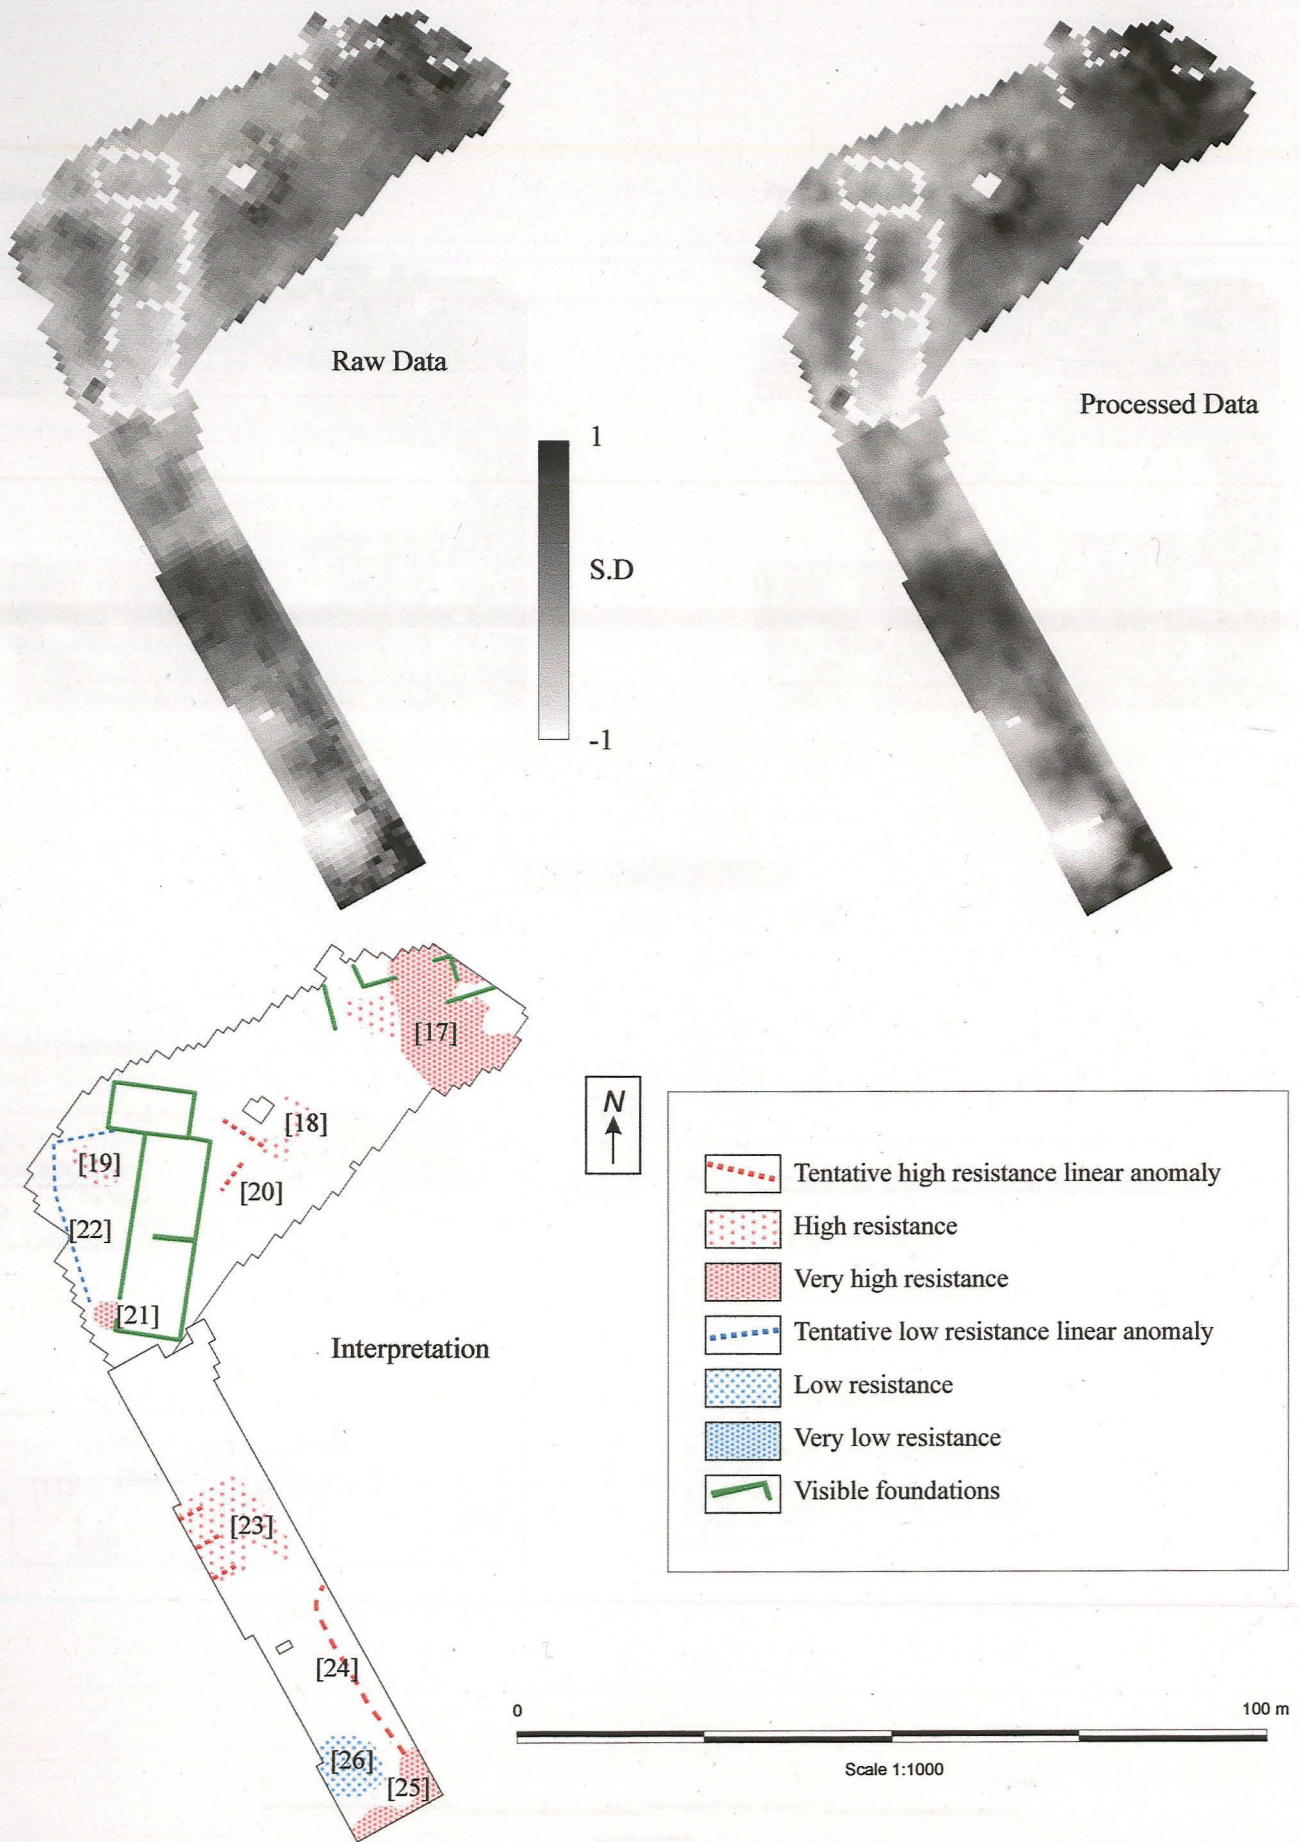 Raw Data
Processed Data
1
S.D
-1
[17]
[18]
[19]
[20]
[22]
[21]
Interpretation
[23]
[24]
[26]
[25]
N
Tentative high resistance linear anomaly
High resistance
Very high resistance
Tentative low resistance linear anomaly
Low resistance
Very low resistance
Visible foundations
0
100 m
Scale 1:1000